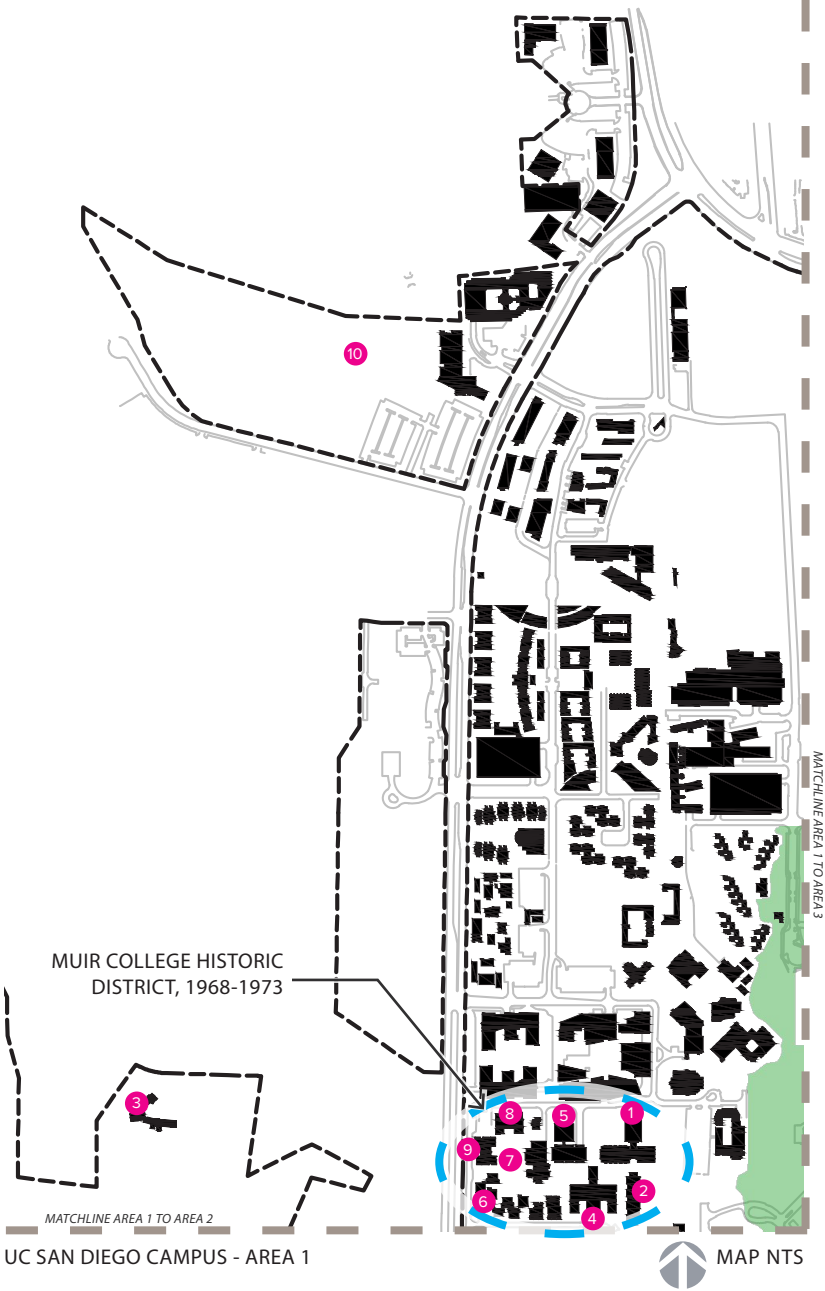 10
MATCHLINE AREA 1 TO AREA 3
MUIR COLLEGE HISTORIC
DISTRICT, 1968-1973
3
8
5
1
9
7
6
2
4
MATCHLINE AREA 1 TO AREA 2
UC SAN DIEGO CAMPUS - AREA 1
MAP NTS